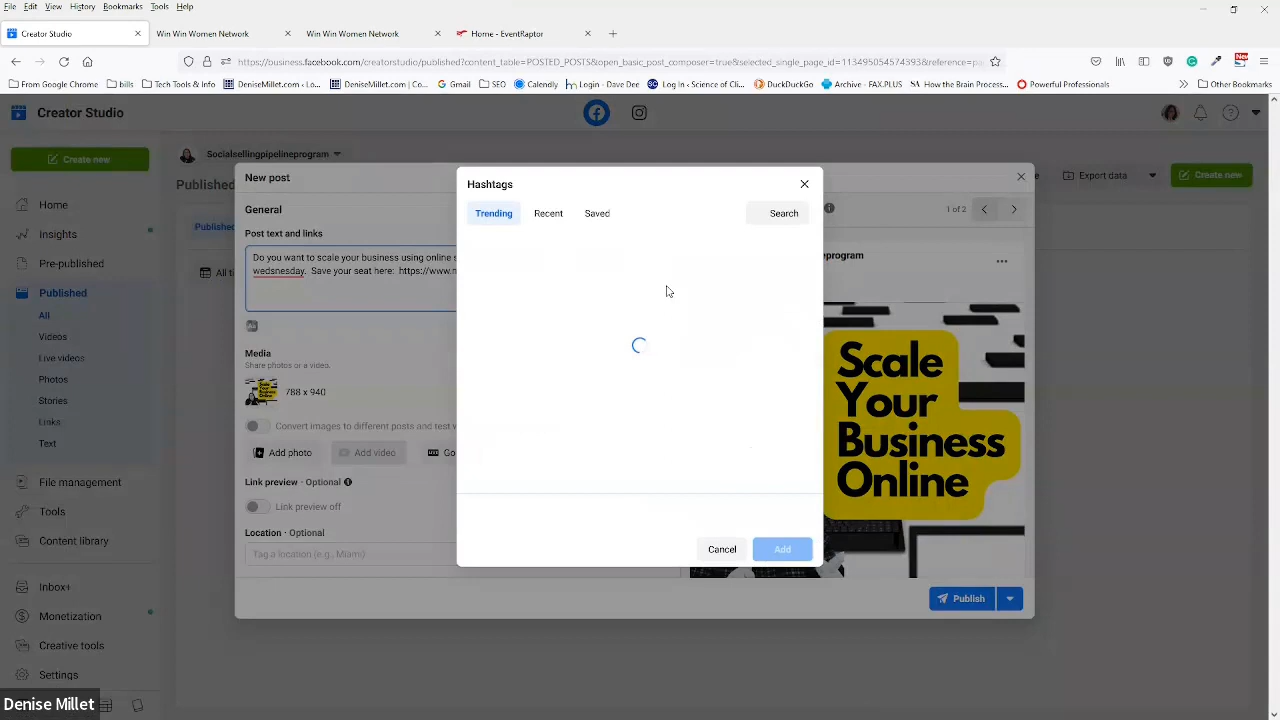 File Edit View History Bookmarks Tools Help
Creator Studio
Win Win Women Network
Win Win Women Network
Home - EventRaptor
https://business.facebook.com/creatorstudio/published?content_table=POSTED_POSTS&open_basic_post_composer=true&selected_single_page_id=113495054574393&reference=
From Google Chrome
bills
Tech Tools & Tips
DeniseMillet.com « Lo...
DeniseMillet.com | Co...
Gmail
SEO
Calendly
Login - Dave Dee
Log In ‹ Science of Cl...
DuckDuckGo
Archive - FAX.PLUS
How the Brain Proces...
Powerful Professionals
Other Bookmarks
Creator Studio
Create new
Socialsellingpipelineprogram
Published
Export data
Create new
Home
Insights
Pre-published
Published
All
Videos
Live videos
Photos
Stories
Links
Text
File management
Tools
Content library
Inbox+
Monetization
Creative tools
Settings
New post
General
Post text and links
Do you want to scale your business using online
wednesday. Save your seat here: https://www.
Media
Share photos or a video.
788 x 940
Convert images to different posts and test
Add photo
Add video
Link preview · Optional
Link preview off
Location · Optional
Tag a location (e.g., Miami)
Hashtags
Trending
Recent
Saved
Search
Cancel
Add
1 of 2
Scale
Your
Business
Online
Publish
Denise Millet